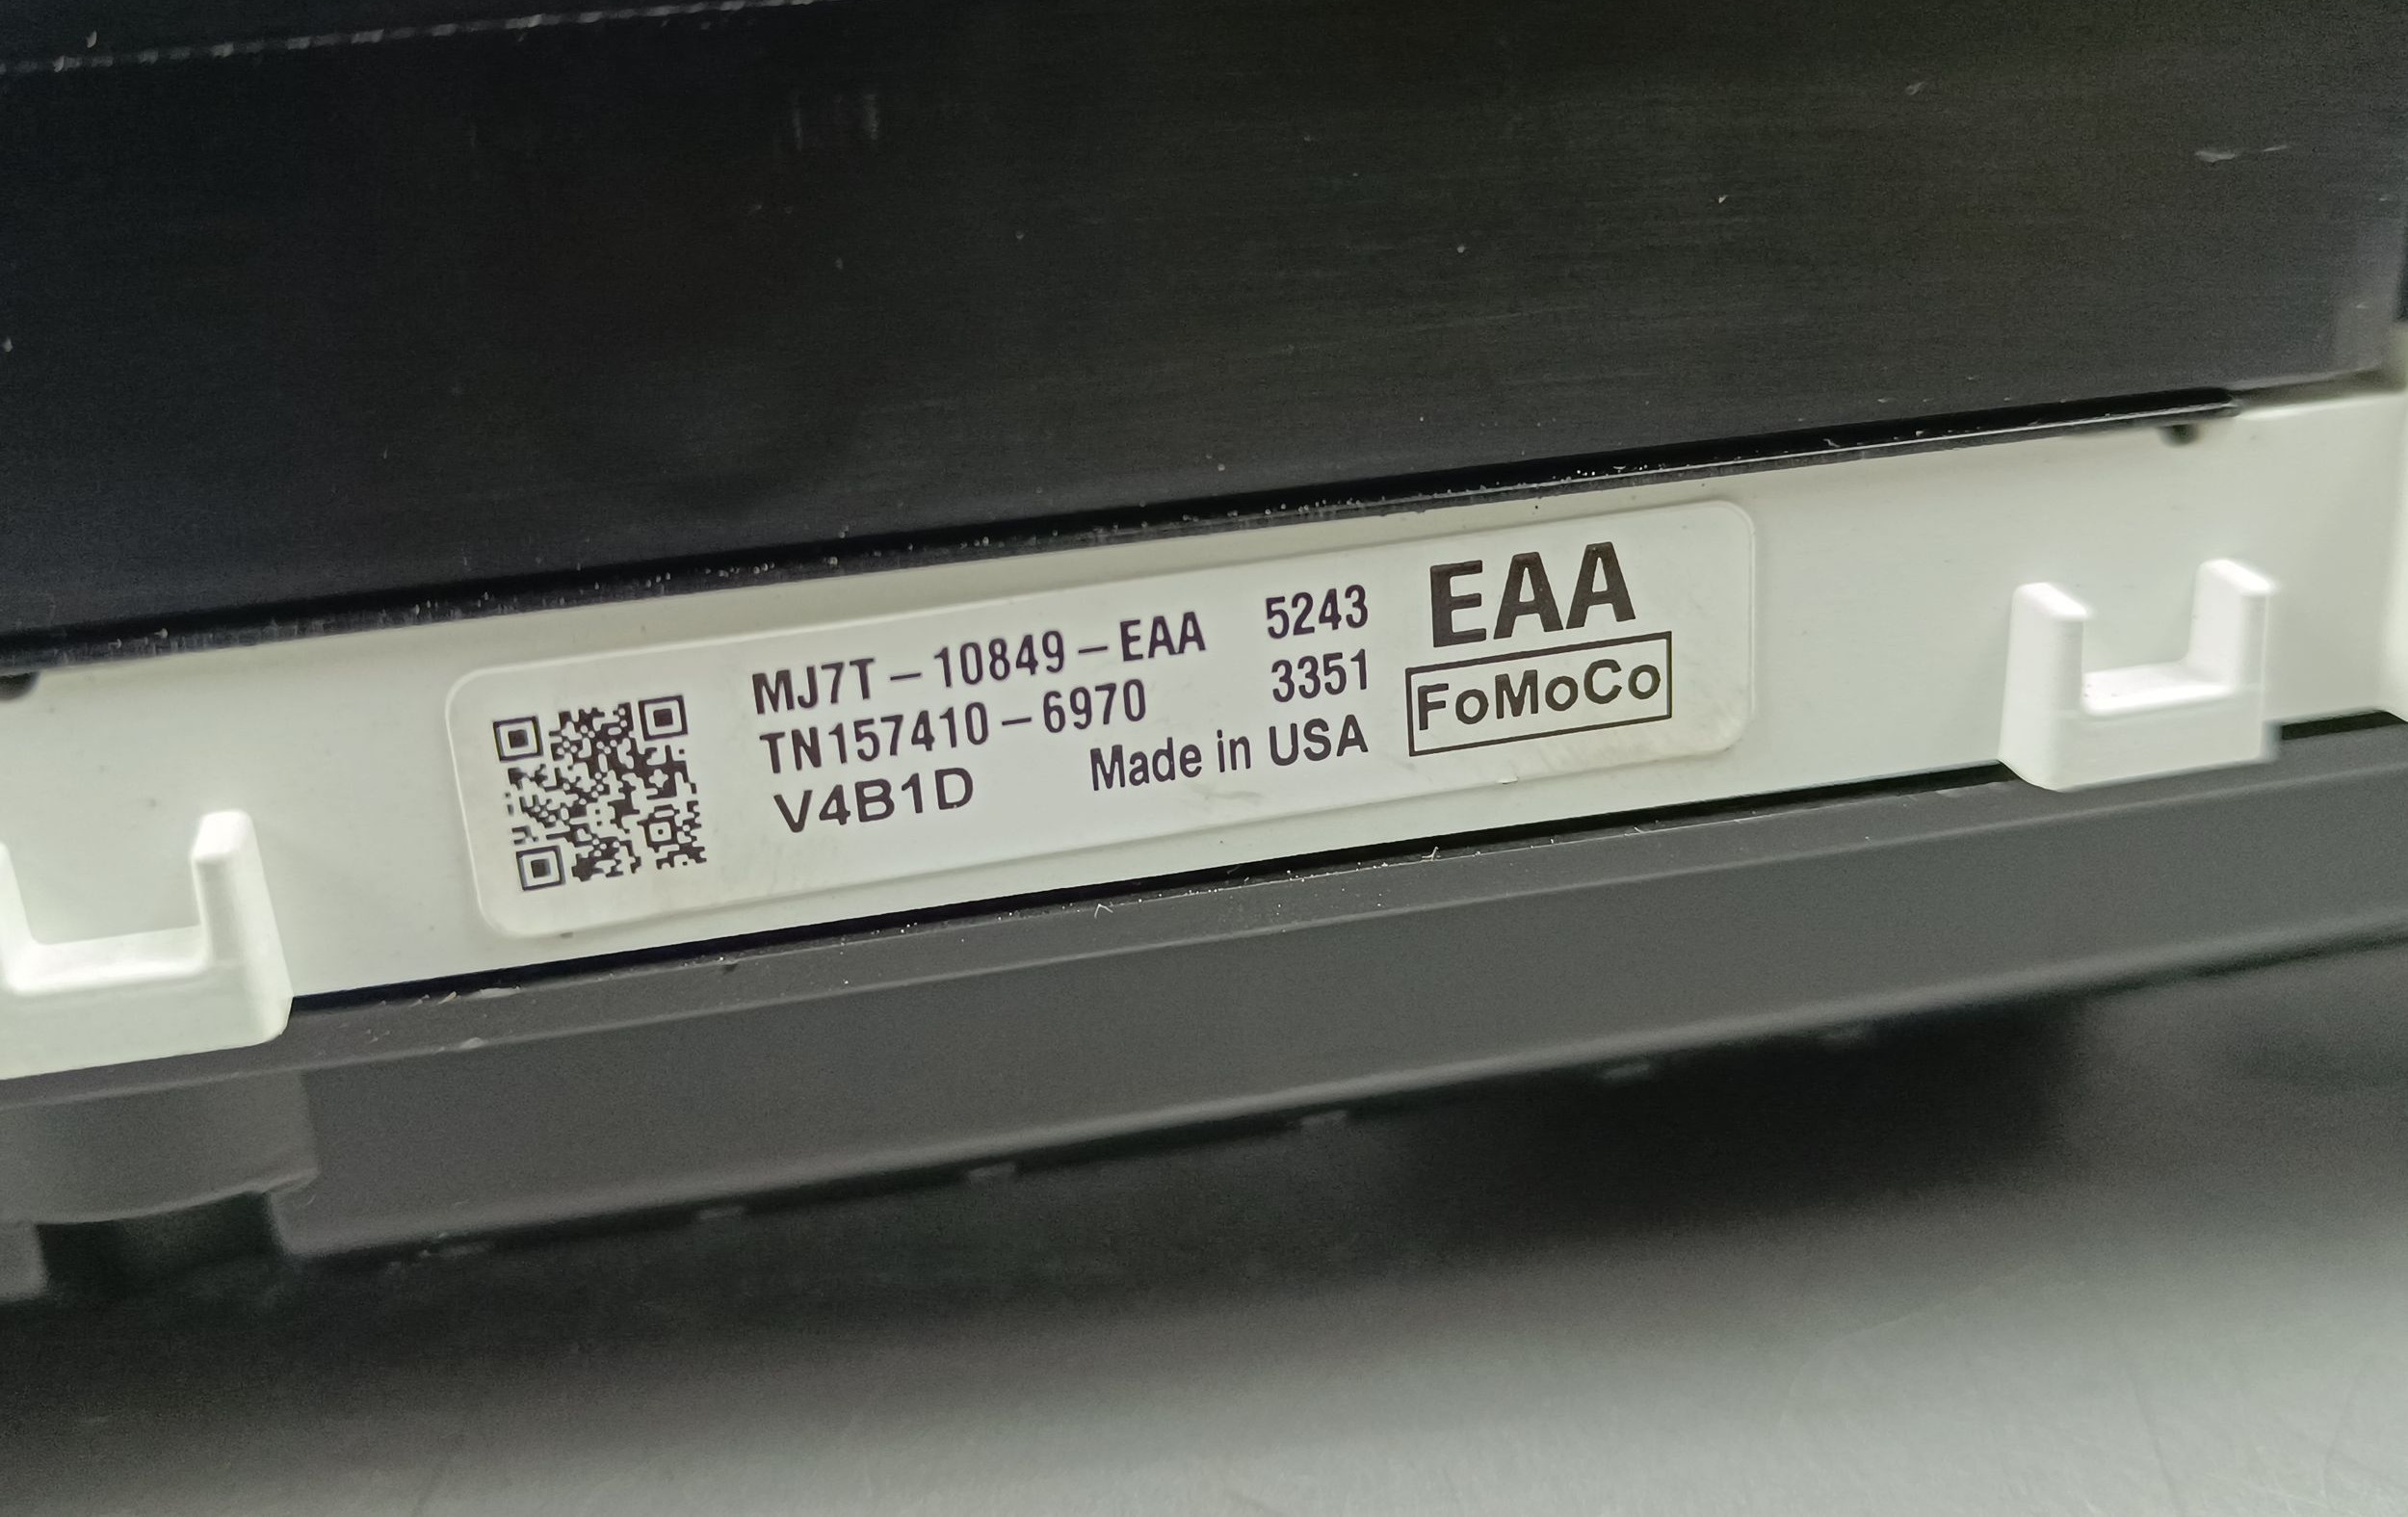 MJ7T-10849-EAA 5243
TN157410-6970 3351
V4B1D Made in USA
EAA
FoMoCo